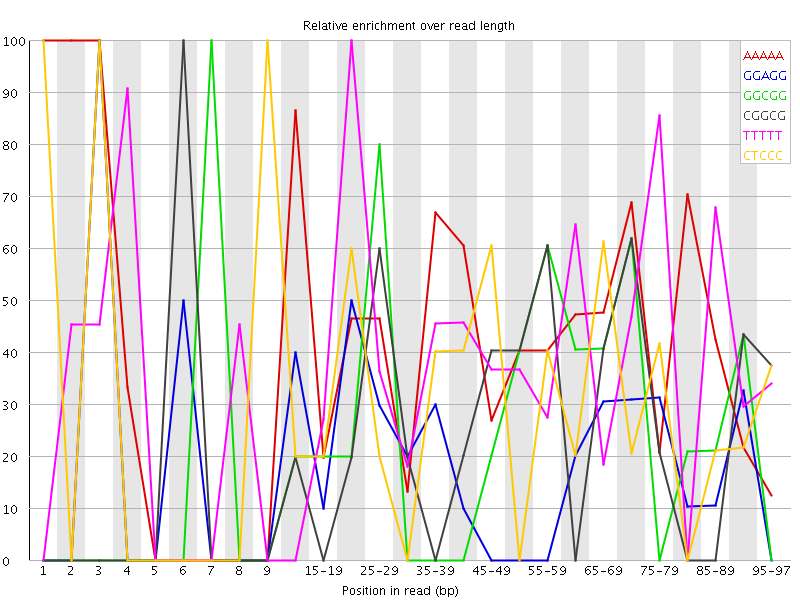 Relative enrichment over read length
100
90
80
70
60
50
40
30
20
10
0
AAAAA
GGAGG
GGCGG
CGGCG
TTTTT
CTCCC
1 2 3 4 5 6 7 8 9 15-19 25-29 35-39 45-49 55-59 65-69 75-79 85-89 95-97
Position in read (bp)